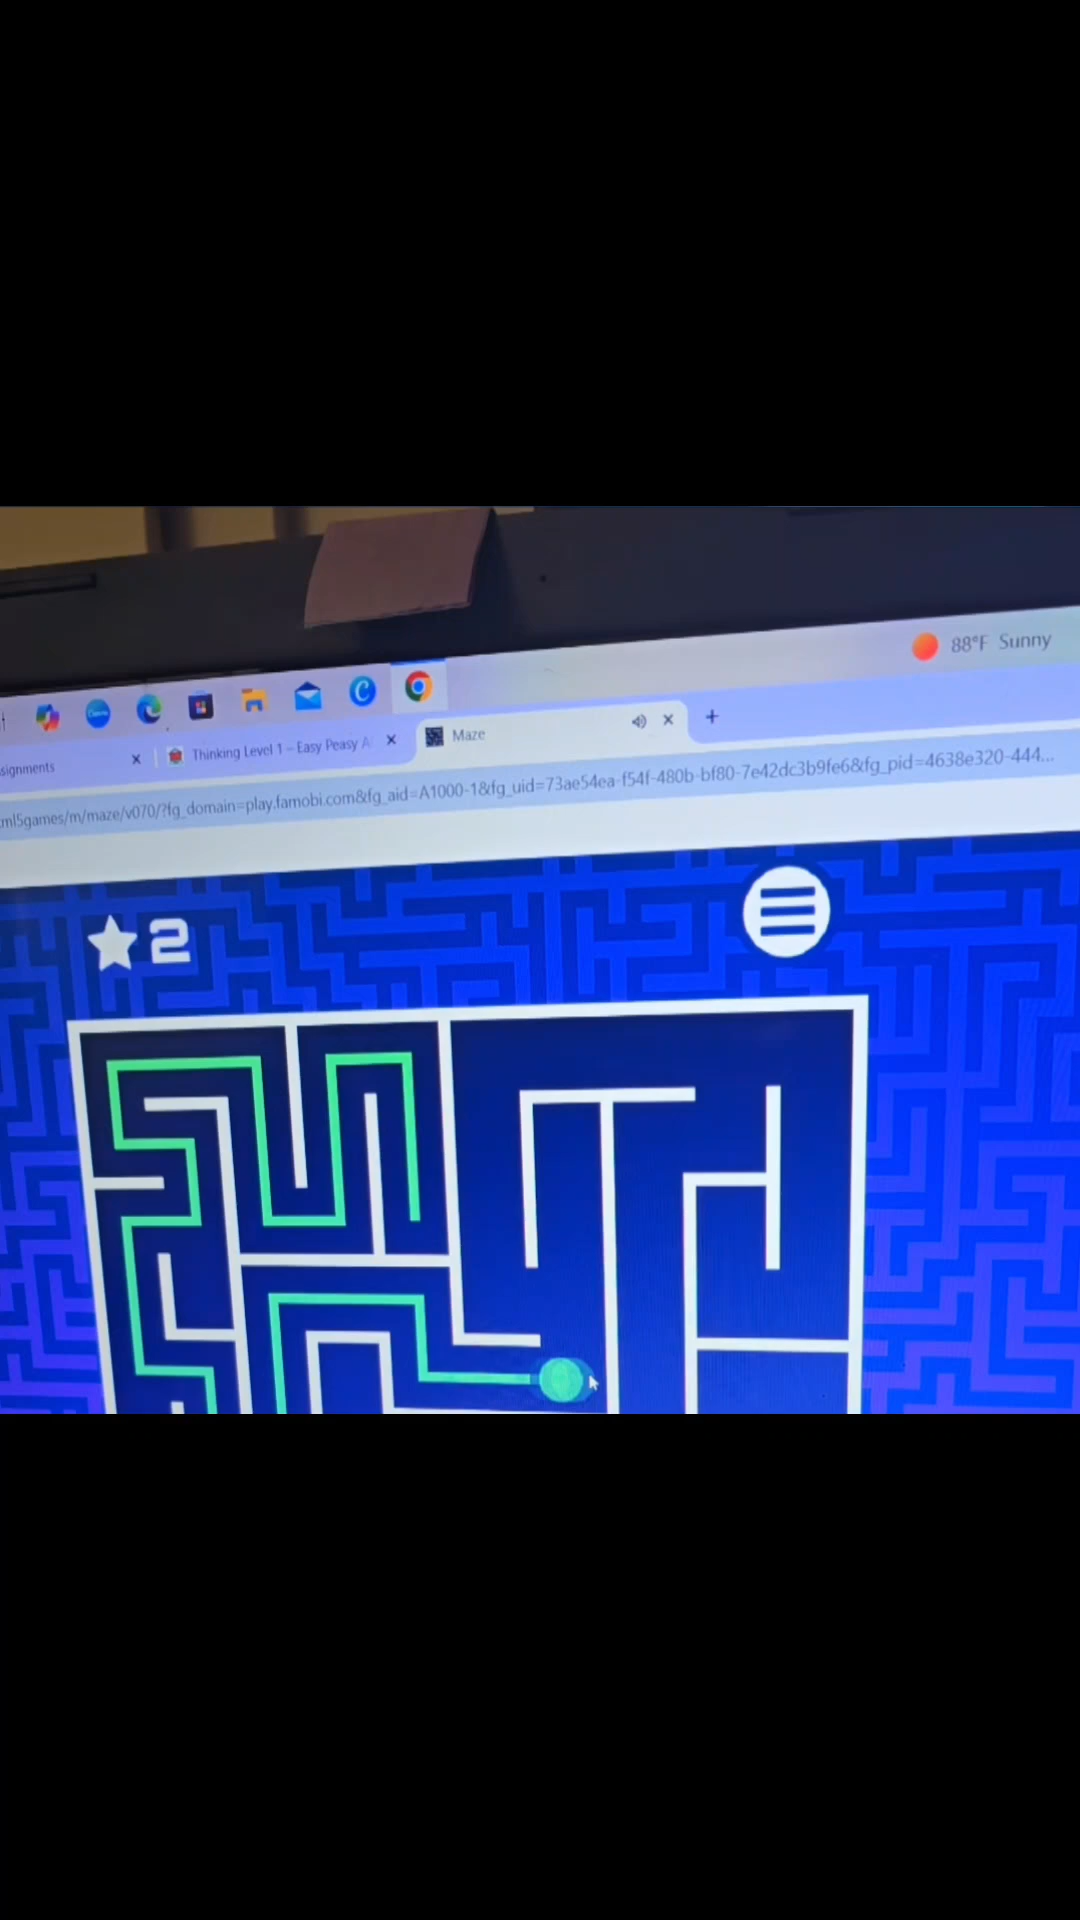 88°F Sunny
signments
Thinking Level 1 – Easy Peasy A
Maze
ml5games/m/maze/v070/?fg_domain=play.famobi.com&fg_aid=A1000-1&fg_uid=73ae54ea-f54f-480b-bf80-7e42dc3b9fe6&fg_pid=4638e320-444...
2